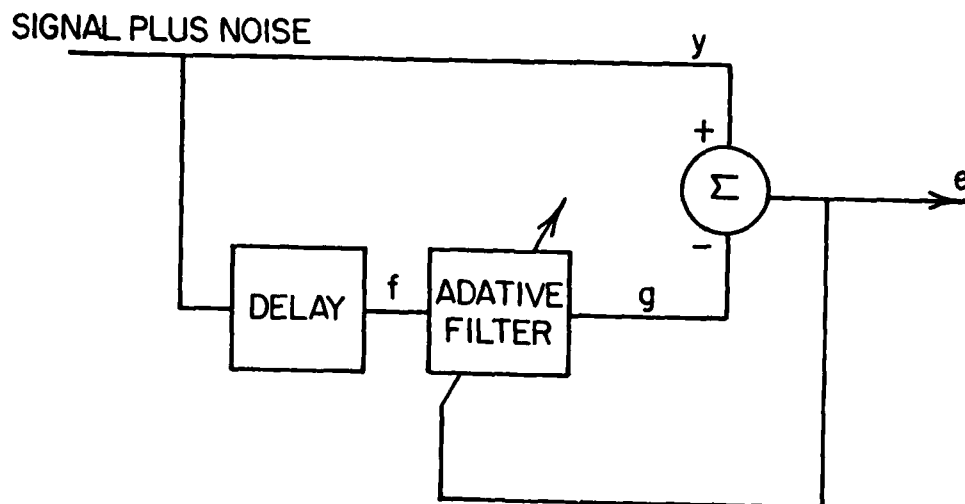 SIGNAL PLUS NOISE
y
+
Σ
e
−
DELAY
f
ADATIVE
FILTER
g